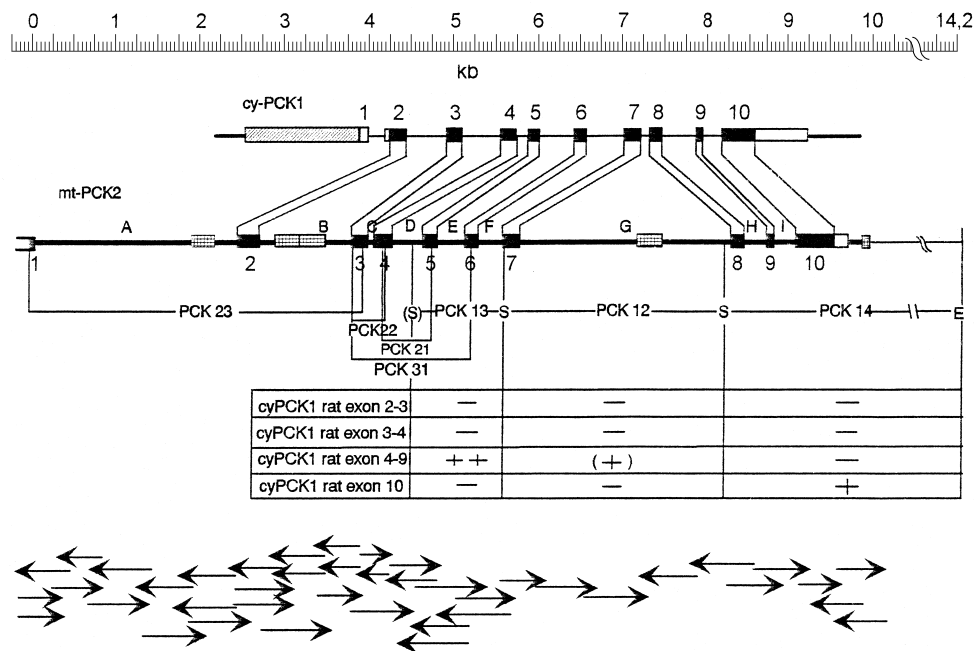 0 1 2 3 4 5 6 7 8 9 10 14,2
kb
cy-PCK1 1 2 3 4 5 6 7 8 9 10
mt-PCK2
A B C D E F G H I
1 2 3 4 5 6 7 8 9 10
PCK 23 (S) PCK 13 S PCK 12 S PCK 14 E
PCK22
PCK 21
PCK 31
cyPCK1 rat exon 2-3 — — —
cyPCK1 rat exon 3-4 — — —
cyPCK1 rat exon 4-9 + + (+) —
cyPCK1 rat exon 10 — — +